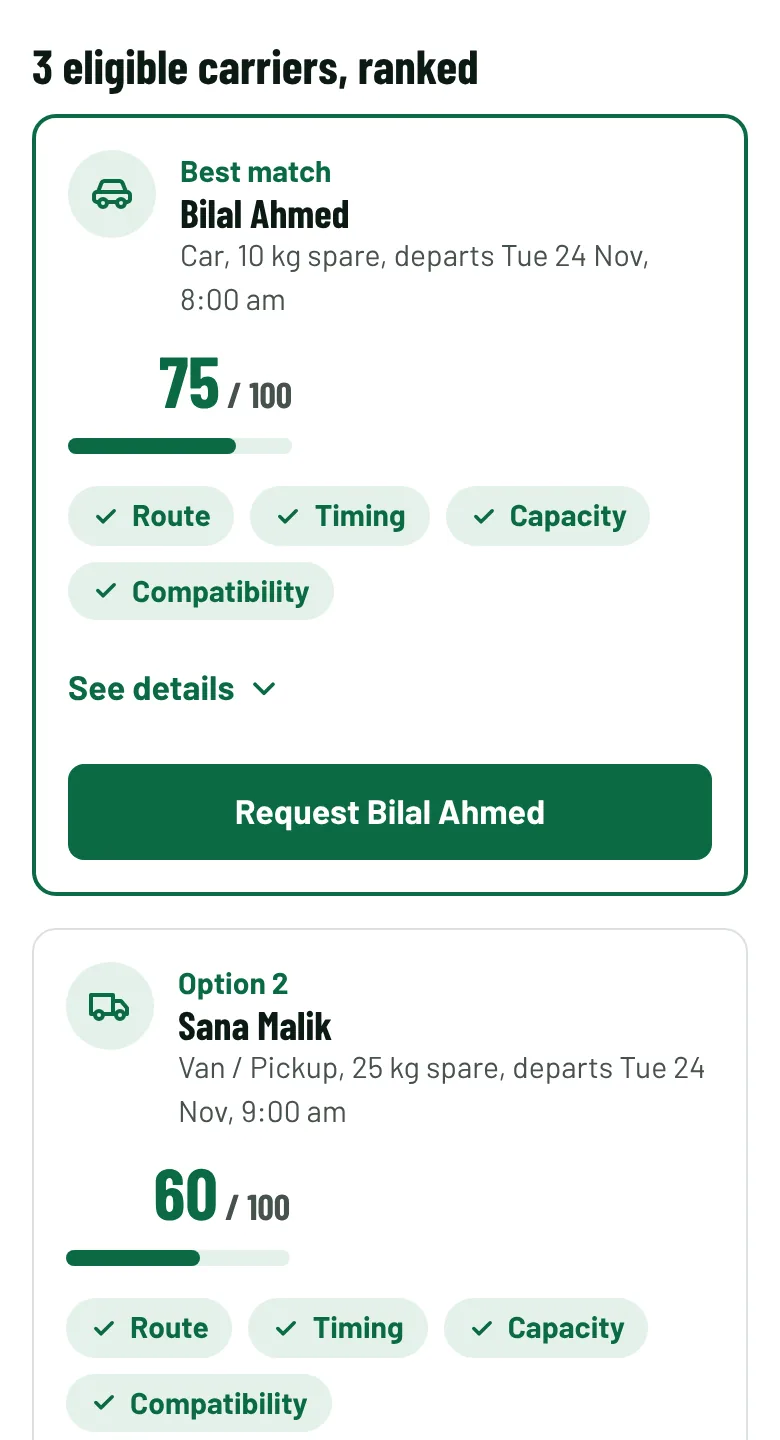 3 eligible carriers, ranked
Best match
Bilal Ahmed
Car, 10 kg spare, departs Tue 24 Nov,
8:00 am
75 / 100
Route
Timing
Capacity
Compatibility
See details
Request Bilal Ahmed
Option 2
Sana Malik
Van / Pickup, 25 kg spare, departs Tue 24
Nov, 9:00 am
60 / 100
Route
Timing
Capacity
Compatibility